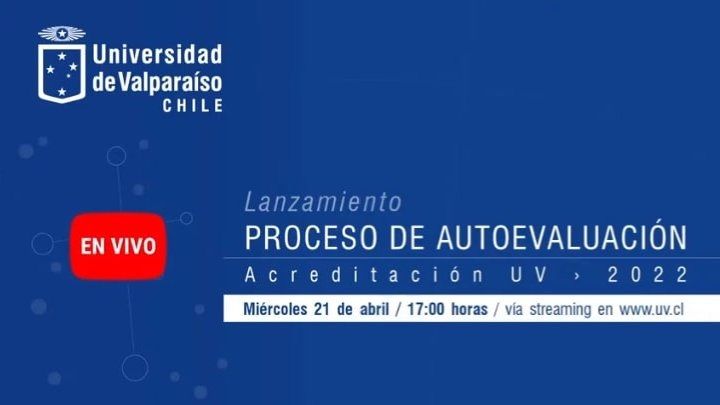 Universidad
de Valparaíso
CHILE
EN VIVO
Lanzamiento
PROCESO DE AUTOEVALUACIÓN
Acreditación UV › 2022
Miércoles 21 de abril / 17:00 horas / vía streaming en www.uv.cl